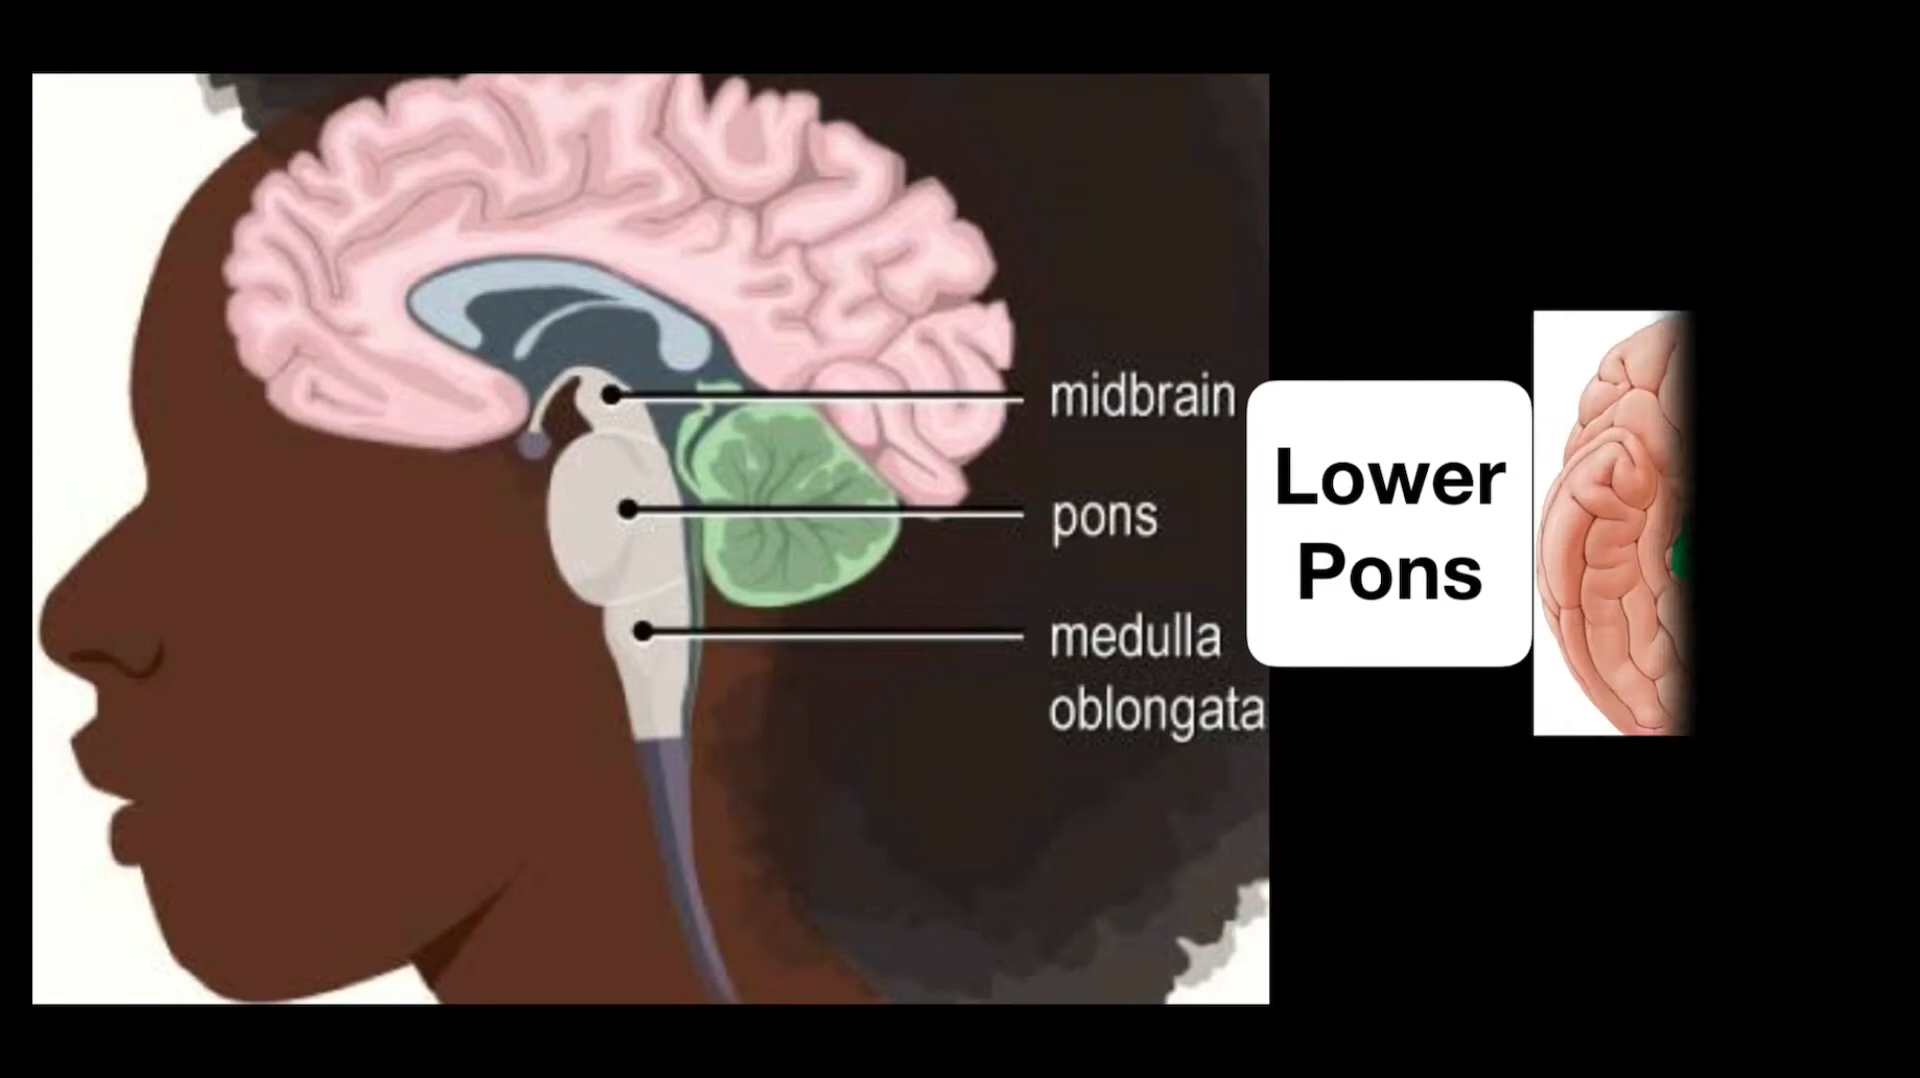 midbrain
pons
medulla
oblongata
Lower
Pons